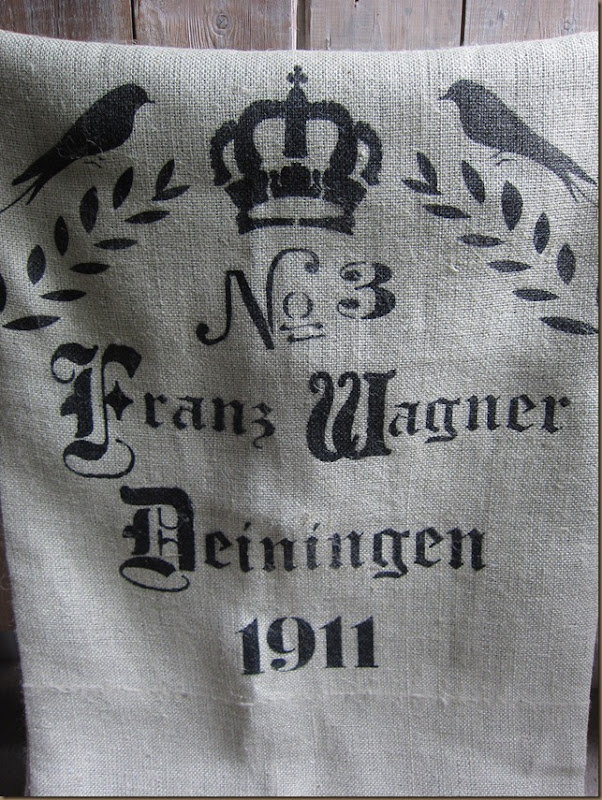 No 3
Franz Wagner
Deiningen
1911